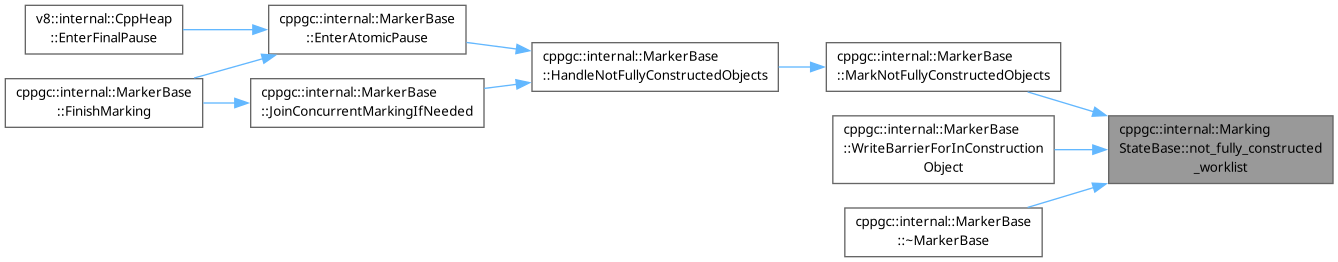 v8::internal::CppHeap
::EnterFinalPause
cppgc::internal::MarkerBase
::FinishMarking
cppgc::internal::MarkerBase
::EnterAtomicPause
cppgc::internal::MarkerBase
::JoinConcurrentMarkingIfNeeded
cppgc::internal::MarkerBase
::HandleNotFullyConstructedObjects
cppgc::internal::MarkerBase
::MarkNotFullyConstructedObjects
cppgc::internal::MarkerBase
::WriteBarrierForInConstruction
Object
cppgc::internal::MarkerBase
::~MarkerBase
cppgc::internal::Marking
StateBase::not_fully_constructed
_worklist